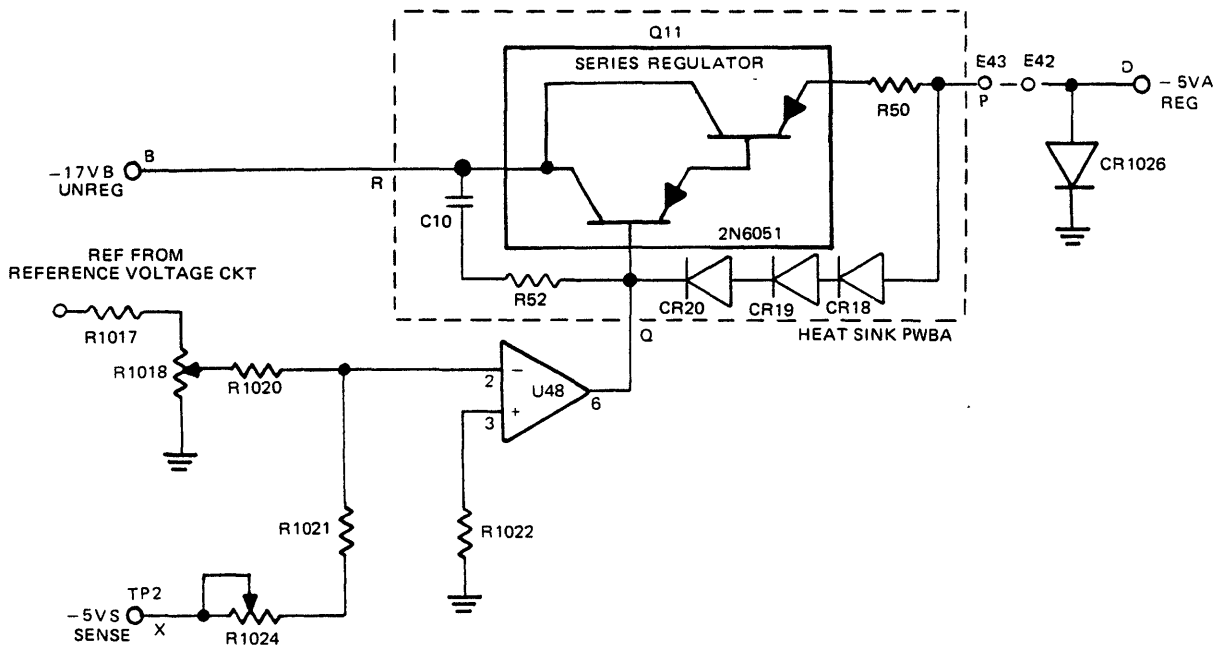 Q11
SERIES REGULATOR
E43
E42
D
P
– 5VA
REG
R50
CR1026
B
–17VB
UNREG
R
C10
2N6051
REF FROM
REFERENCE VOLTAGE CKT
R52
CR20
CR19
CR18
Q
HEAT SINK PWBA
R1017
R1018
R1020
2
–
U48
6
3
+
R1021
R1022
TP2
–5VS
SENSE
X
R1024